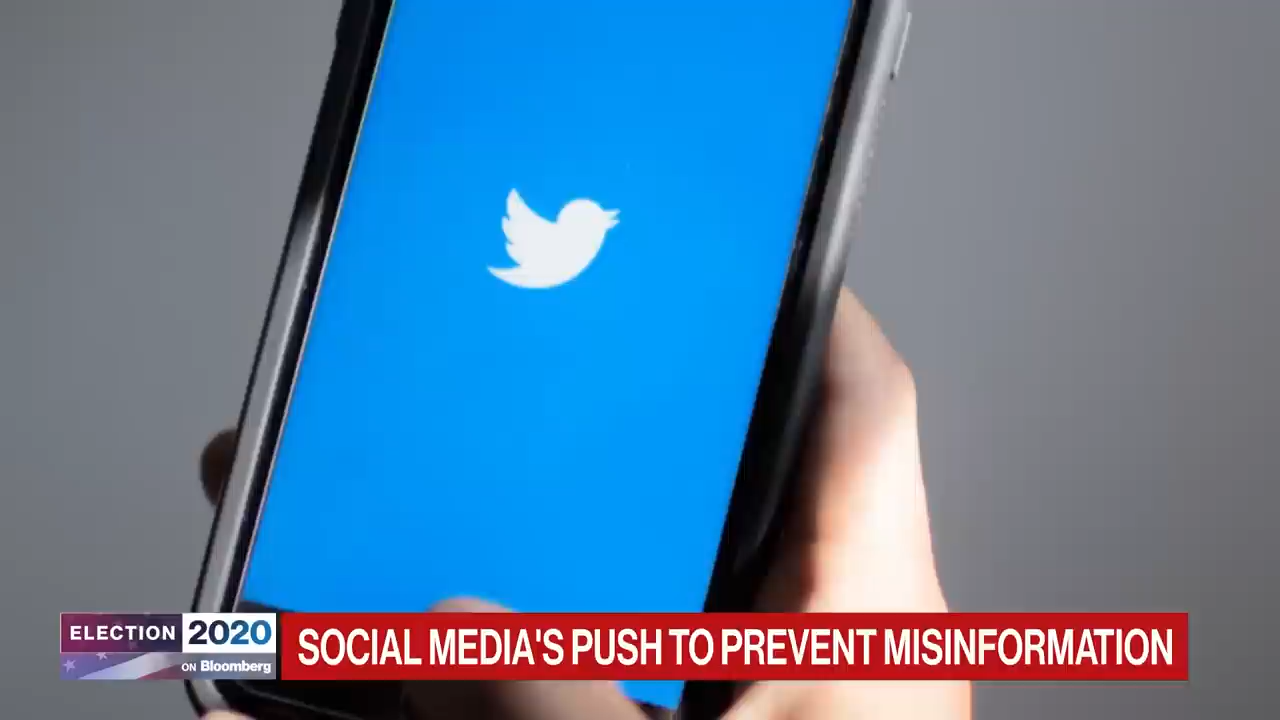 ELECTION 2020
ON Bloomberg
SOCIAL MEDIA'S PUSH TO PREVENT MISINFORMATION